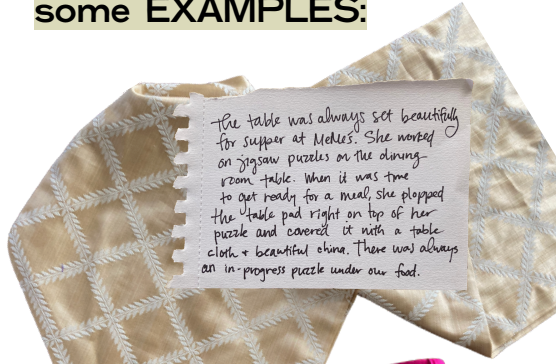 some EXAMPLES:
The table was always set beautifully
for supper at MeMe's. She worked
on jigsaw puzzles on the dining
room table. When it was time
to get ready for a meal, she plopped
the table pad right on top of her
puzzle and covered it with a table
cloth + beautiful china. There was always
an in-progress puzzle under our food.